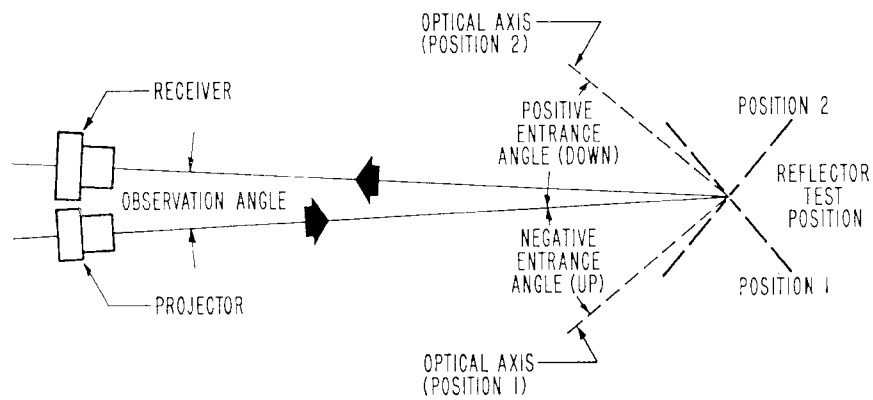 OPTICAL AXIS
(POSITION 2)
RECEIVER
POSITIVE
ENTRANCE
ANGLE (DOWN)
POSITION 2
OBSERVATION ANGLE
REFLECTOR
TEST
POSITION
NEGATIVE
ENTRANCE
ANGLE (UP)
POSITION 1
PROJECTOR
OPTICAL AXIS
(POSITION 1)